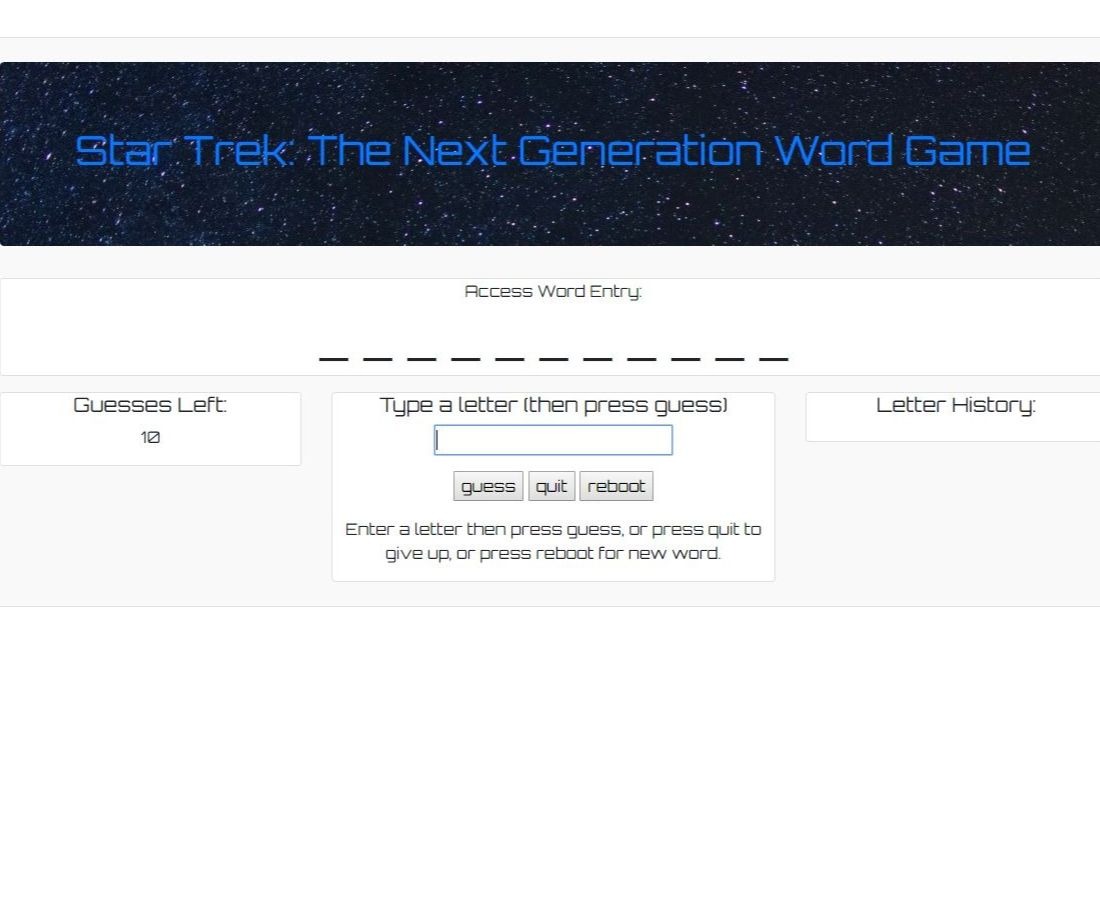 Star Trek: The Next Generation Word Game
Access Word Entry:
_ _ _ _ _ _ _ _ _ _ _
Guesses Left:
10
Type a letter (then press guess)
guess quit reboot
Enter a letter then press guess, or press quit to
give up, or press reboot for new word.
Letter History: